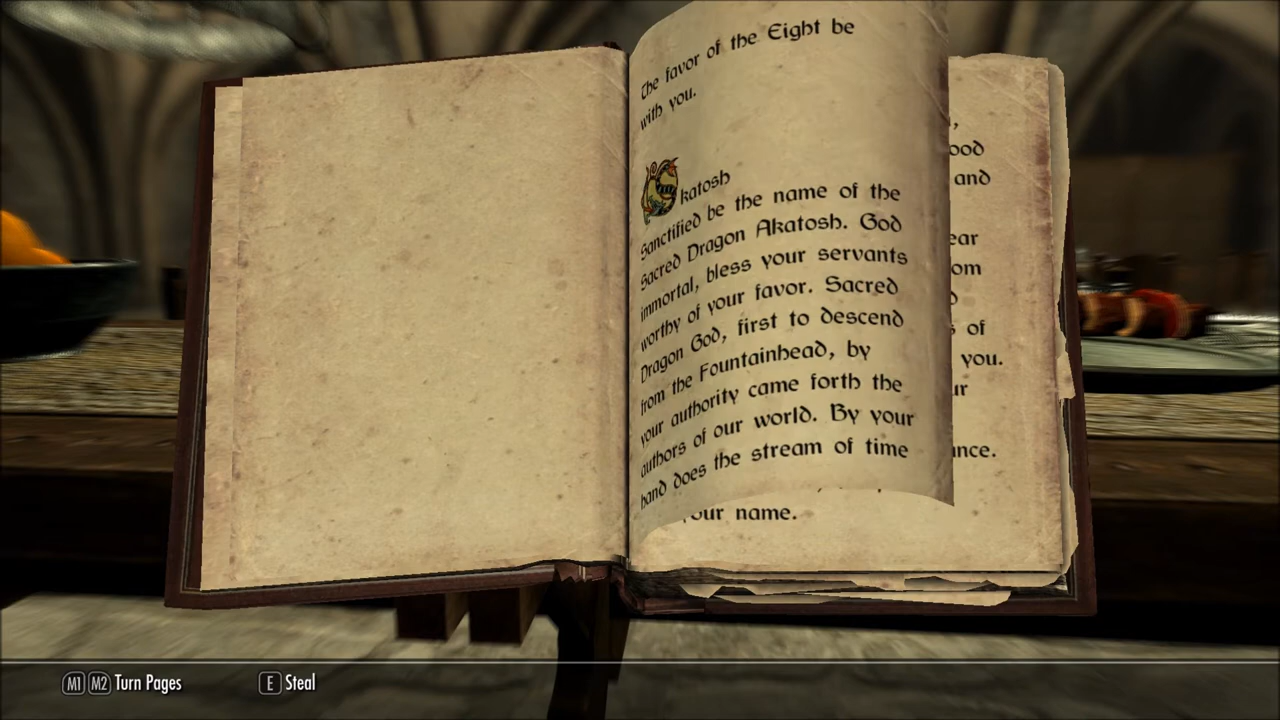 The favor of the Eight be
with you.
Akatosh
Sanctified be the name of the
Sacred Dragon Akatosh. God
immortal, bless your servants
worthy of your favor. Sacred
Dragon God, first to descend
from the Fountainhead, by
your authority came forth the
authors of our world. By your
hand does the stream of time
and
of
you.
name.
M1 M2 Turn Pages
E Steal